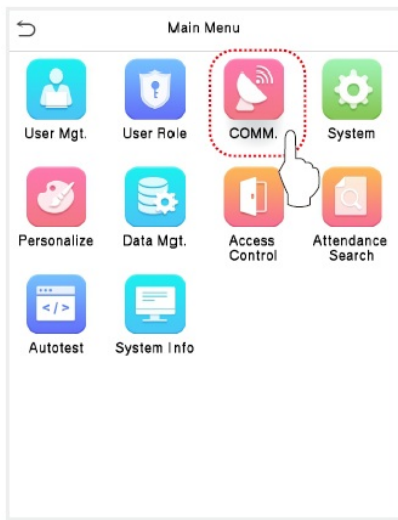 Main Menu
User Mgt.
User Role
COMM.
System
Personalize
Data Mgt.
Access
Control
Attendance
Search
Autotest
System Info